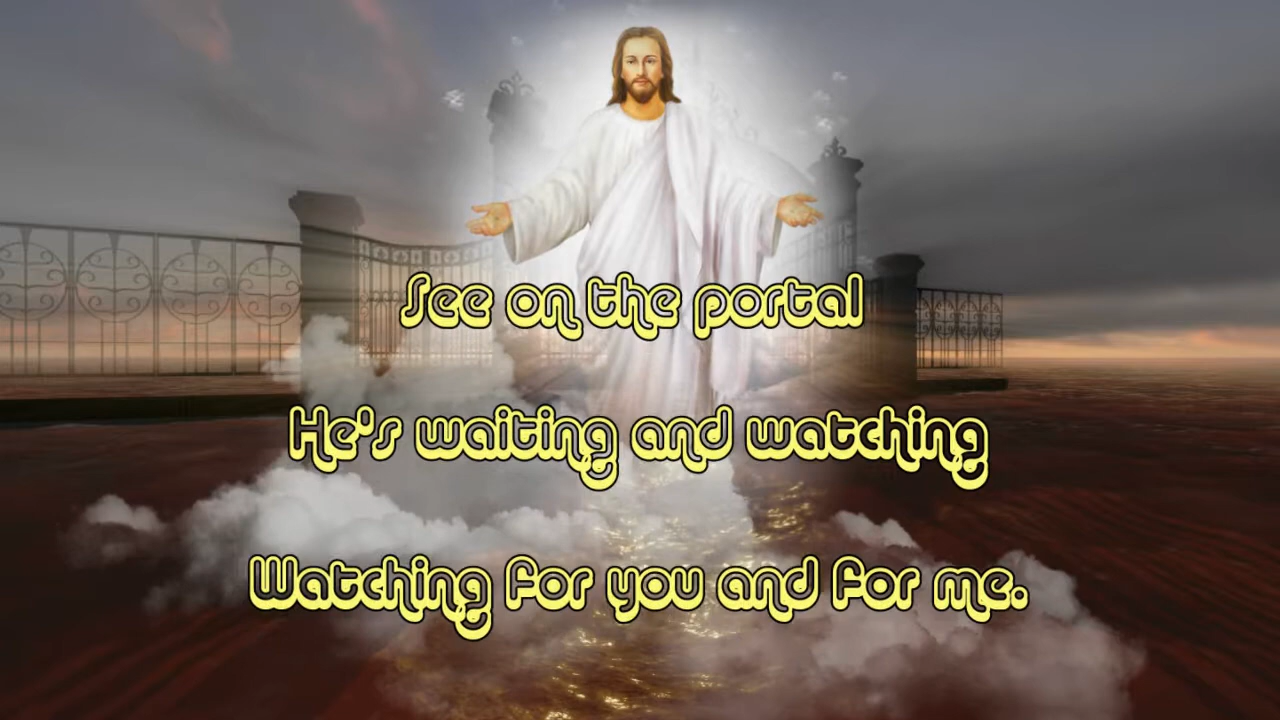 See on the portal
He's waiting and watching
Watching for you and for me.